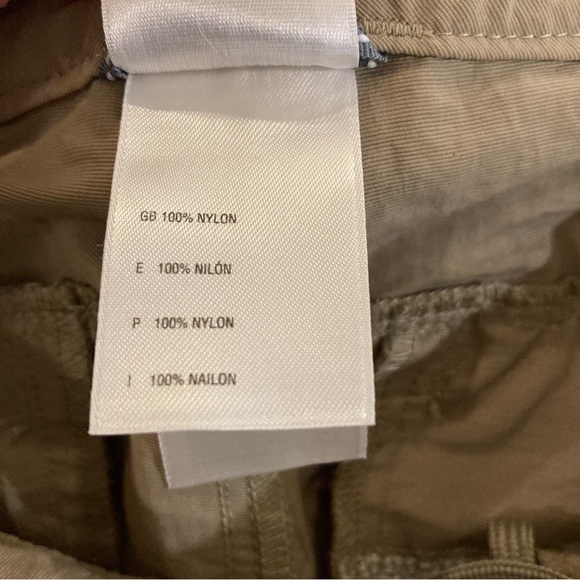 GB 100% NYLON
E 100% NILÓN
P 100% NYLON
I 100% NAILON